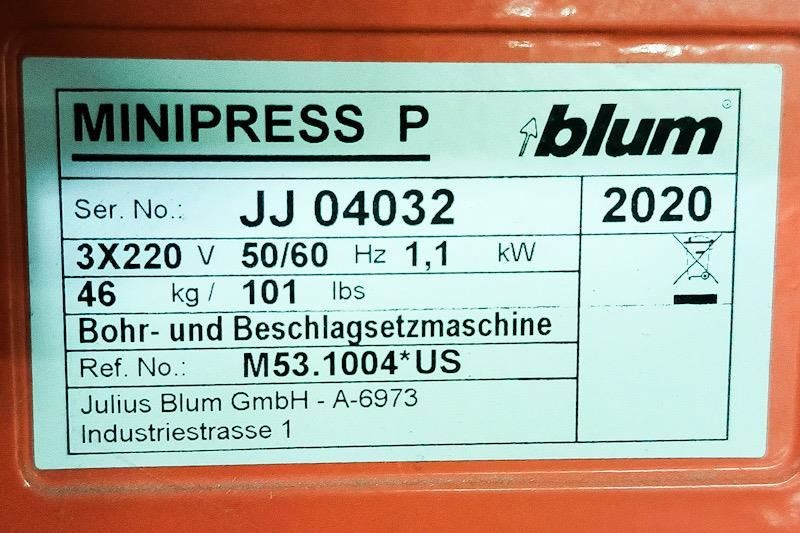 MINIPRESS P blum®
Ser. No.: JJ 04032 2020
3X220 V 50/60 Hz 1,1 kW
46 kg / 101 lbs
Bohr- und Beschlagsetzmaschine
Ref. No.: M53.1004*US
Julius Blum GmbH - A-6973
Industriestrasse 1